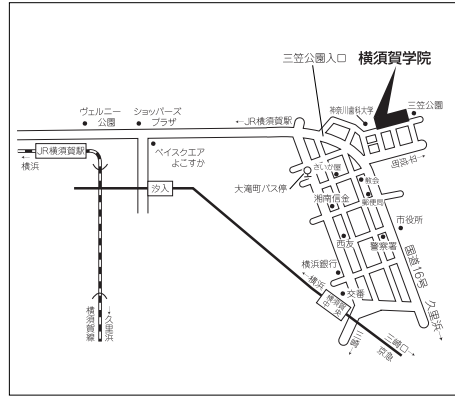 三笠公園入口
横須賀学院
神奈川歯科大学
三笠公園
ヴェルニー
公園
ショッパーズ
プラザ
←JR横須賀駅
ベイスクエア
よこすか
JR横須賀駅
←横浜
汐入
大滝町バス停
さいか屋
教会
郵便局
湘南信金
市役所
西友
警察署
国道16号
横浜銀行
←横浜
交番
横須賀中央
久里浜
三崎
三崎口
京急
横須賀線
久里浜